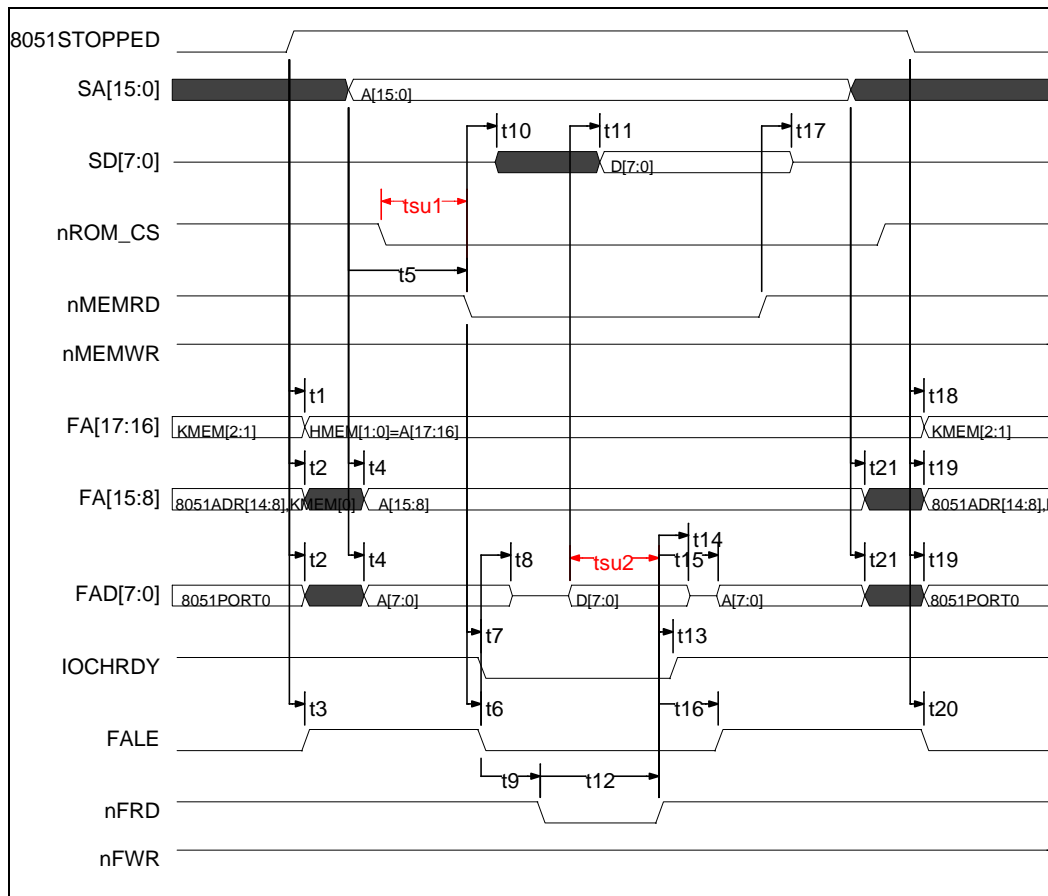 8051STOPPED
SA[15:0]
A[15:0]
t10
t11
t17
SD[7:0]
D[7:0]
tsu1
nROM_CS
t5
nMEMRD
nMEMWR
t1
t18
FA[17:16]
KMEM[2:1]
HMEM[1:0]=A[17:16]
KMEM[2:1]
t2
t4
t21
t19
FA[15:8]
8051ADR[14:8],KMEM[0]
A[15:8]
8051ADR[14:8],
t14
t2
t4
t8
tsu2
t15
t21
t19
FAD[7:0]
8051PORT0
A[7:0]
D[7:0]
A[7:0]
8051PORT0
t7
t13
IOCHRDY
t3
t6
t16
t20
FALE
t9
t12
nFRD
nFWR